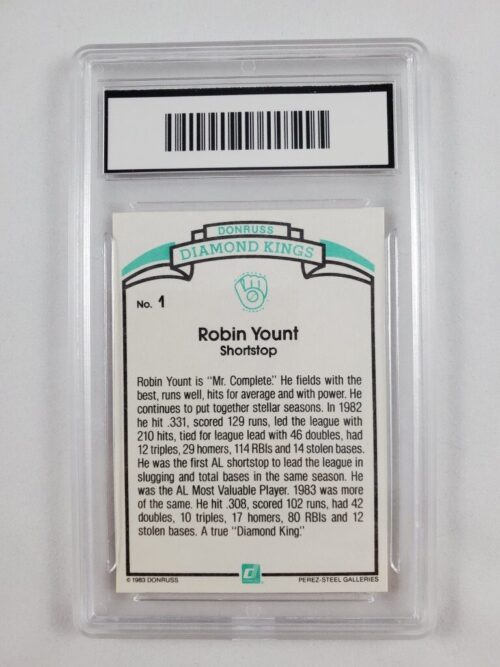 DONRUSS
DIAMOND KINGS
No. 1
Robin Yount
Shortstop
Robin Yount is "Mr. Complete." He fields with the
best, runs well, hits for average and with power. He
continues to put together stellar seasons. In 1982
he hit .331, scored 129 runs, led the league with
210 hits, tied for league lead with 46 doubles, had
12 triples, 29 homers, 114 RBIs and 14 stolen bases.
He was the first AL shortstop to lead the league in
slugging and total bases in the same season. He
was the AL Most Valuable Player. 1983 was more
of the same. He hit .308, scored 102 runs, had 42
doubles, 10 triples, 17 homers, 80 RBIs and 12
stolen bases. A true "Diamond King."
© 1983 DONRUSS
PEREZ-STEEL GALLERIES